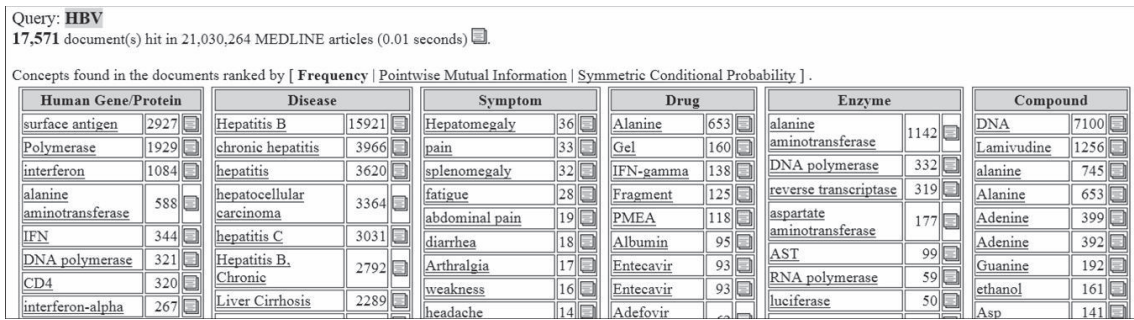 Query: HBV
17,571 document(s) hit in 21,030,264 MEDLINE articles (0.01 seconds) .
Concepts found in the documents ranked by [ Frequency | Pointwise Mutual Information | Symmetric Conditional Probability ] .
Human Gene/Protein
surface antigen 2927
Polymerase 1929
interferon 1084
alanine
aminotransferase 588
IFN 344
DNA polymerase 321
CD4 320
interferon-alpha 267
Disease
Hepatitis B 15921
chronic hepatitis 3966
hepatitis 3620
hepatocellular
carcinoma 3364
hepatitis C 3031
Hepatitis B,
Chronic 2792
Liver Cirrhosis 2289
Symptom
Hepatomegaly 36
pain 33
splenomegaly 32
fatigue 28
abdominal pain 19
diarrhea 18
Arthralgia 17
weakness 16
headache 14
Drug
Alanine 653
Gel 160
IFN-gamma 138
Fragment 125
PMEA 118
Albumin 95
Entecavir 93
Entecavir 93
Adefovir
Enzyme
alanine
aminotransferase 1142
DNA polymerase 332
reverse transcriptase 319
aspartate
aminotransferase 177
AST 99
RNA polymerase 59
luciferase 50
Compound
DNA 7100
Lamivudine 1256
alanine 745
Alanine 653
Adenine 399
Adenine 392
Guanine 192
ethanol 161
Asp 141